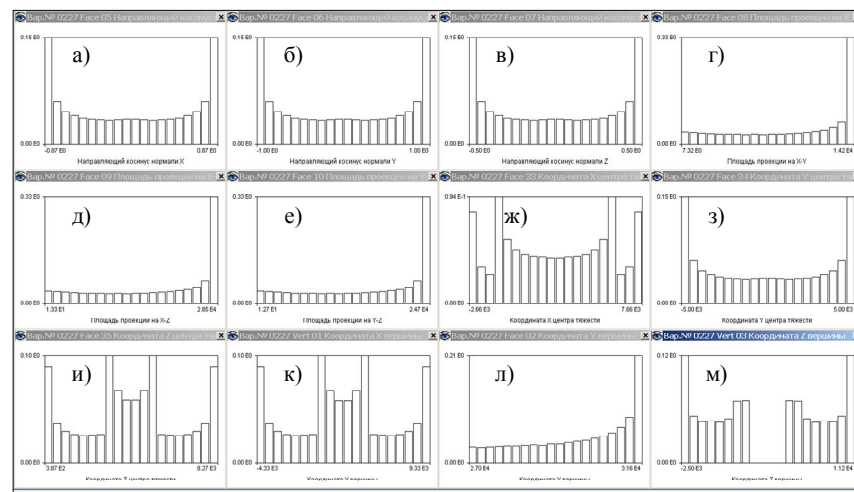 Вар.№ 0227 Face 05 Направляющий косинус
Вар.№ 0227 Face 06 Направляющий косинус
Вар.№ 0227 Face 07 Направляющий косинус
Вар.№ 0227 Face 08 Площадь проекции на X-Y
0.16 E0
0.16 E0
0.16 E0
0.33 E0
а)
б)
в)
г)
0.00 E0
0.00 E0
0.00 E0
0.00 E0
-0.87 E0 0.87 E0
-1.00 E0 1.00 E0
-0.50 E0 0.50 E0
7.32 E0 1.42 E4
Направляющий косинус нормали X
Направляющий косинус нормали Y
Направляющий косинус нормали Z
Площадь проекции на X-Y
Вар.№ 0227 Face 09 Площадь проекции на
Вар.№ 0227 Face 10 Площадь проекции на Y-Z
Вар.№ 0227 Face 33 Координата X центра тяжести
Вар.№ 0227 Face 34 Координата Y центра
0.33 E0
0.33 E0
0.94 E-1
0.15 E0
д)
е)
ж)
з)
0.00 E0
0.00 E0
0.00 E0
0.00 E0
1.33 E1 2.85 E4
1.27 E1 2.47 E4
-2.66 E3 7.66 E3
-5.00 E3 5.00 E3
Площадь проекции на X-Z
Площадь проекции на Y-Z
Координата X центра тяжести
Координата Y центра тяжести
Вар.№ 0227 Face 35 Координата Z центра
Вар.№ 0227 Vert 01 Координата X вершины
Вар.№ 0227 Face 02 Координата Y вершины
Вар.№ 0227 Vert 03 Координата Z вершины
0.10 E0
0.10 E0
0.21 E0
0.12 E0
и)
к)
л)
м)
0.00 E0
0.00 E0
0.00 E0
0.00 E0
3.87 E2 8.27 E3
-4.33 E3 9.33 E3
2.70 E4 3.16 E4
-2.50 E3 1.12 E4
Координата Z центра тяжести
Координата Y вершины
Координата Z вершины